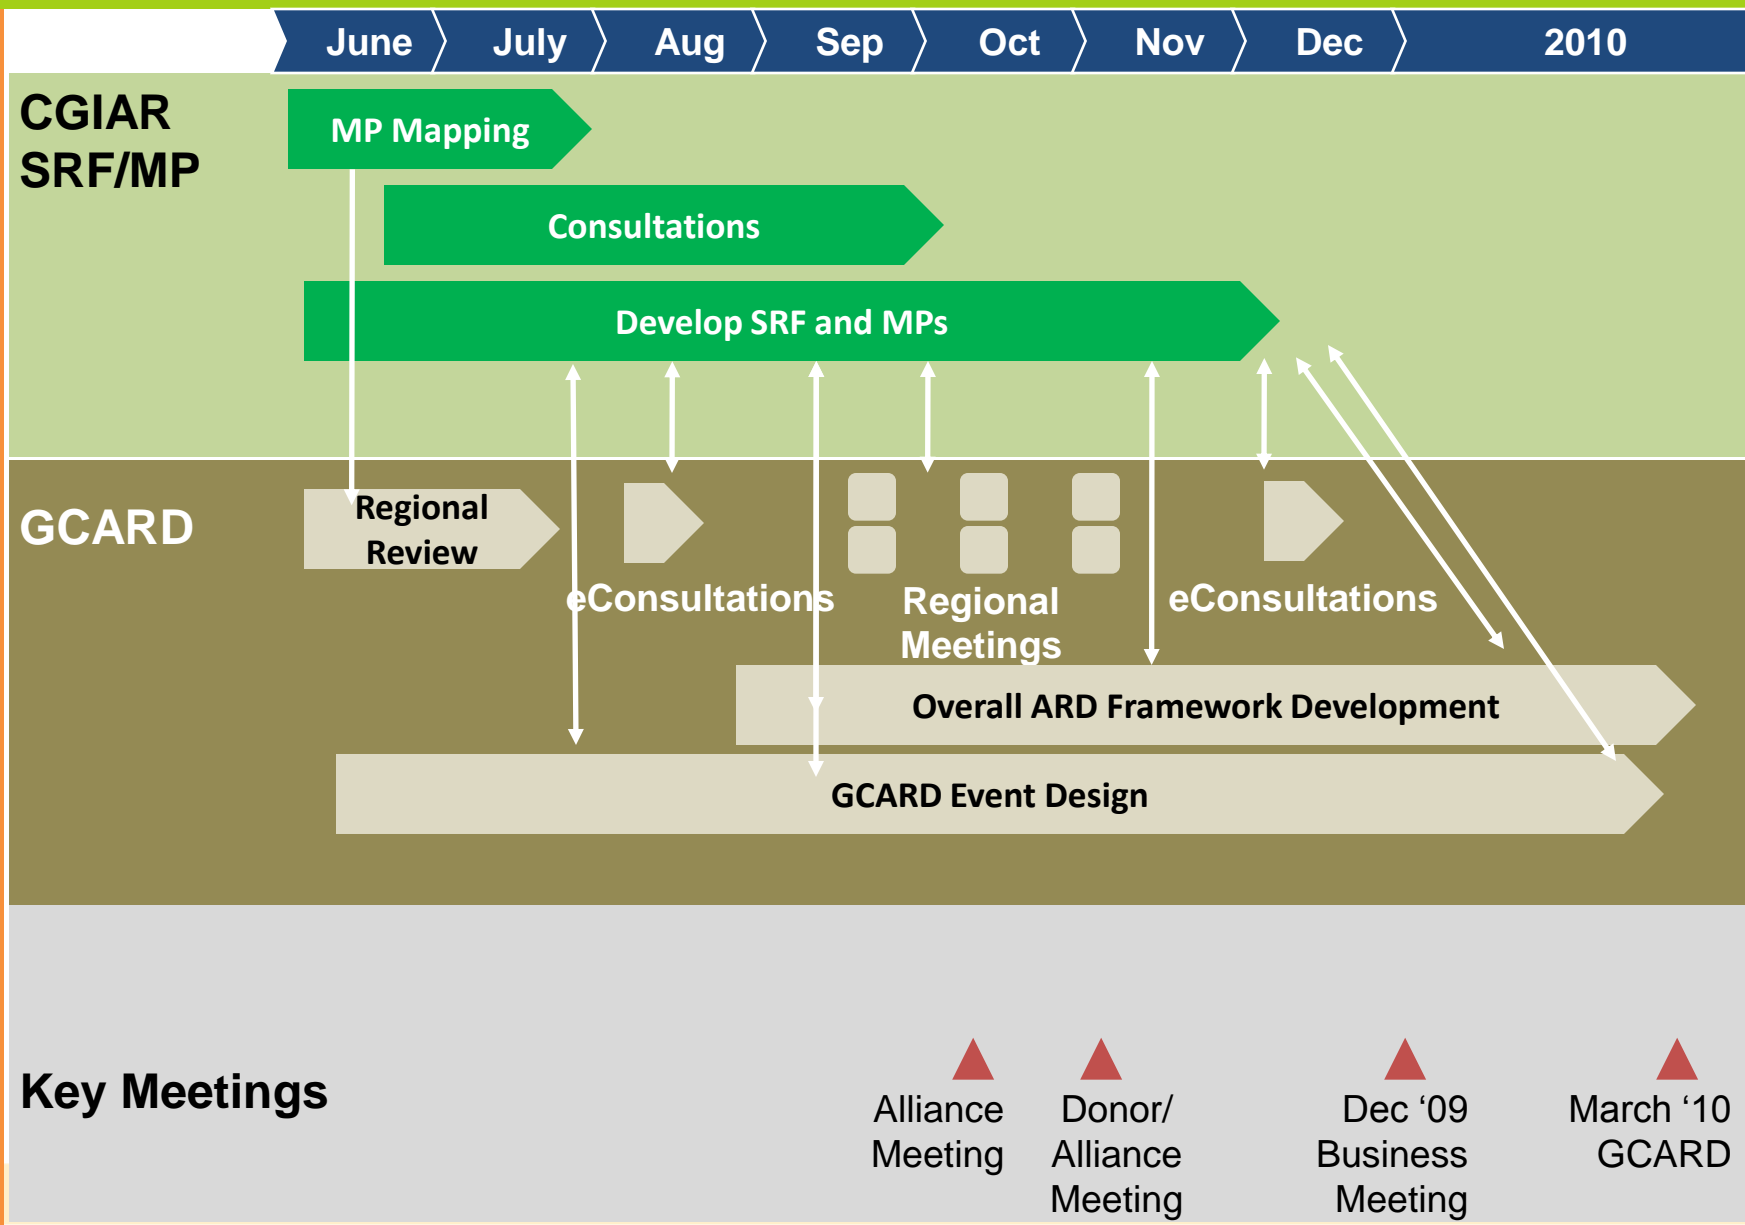 June July Aug Sep Oct Nov Dec 2010
CGIAR
SRF/MP
MP Mapping
Consultations
Develop SRF and MPs
GCARD
Regional
Review
eConsultations
Regional
Meetings
eConsultations
Overall ARD Framework Development
GCARD Event Design
Key Meetings
Alliance
Meeting
Donor/
Alliance
Meeting
Dec ‘09
Business
Meeting
March ‘10
GCARD